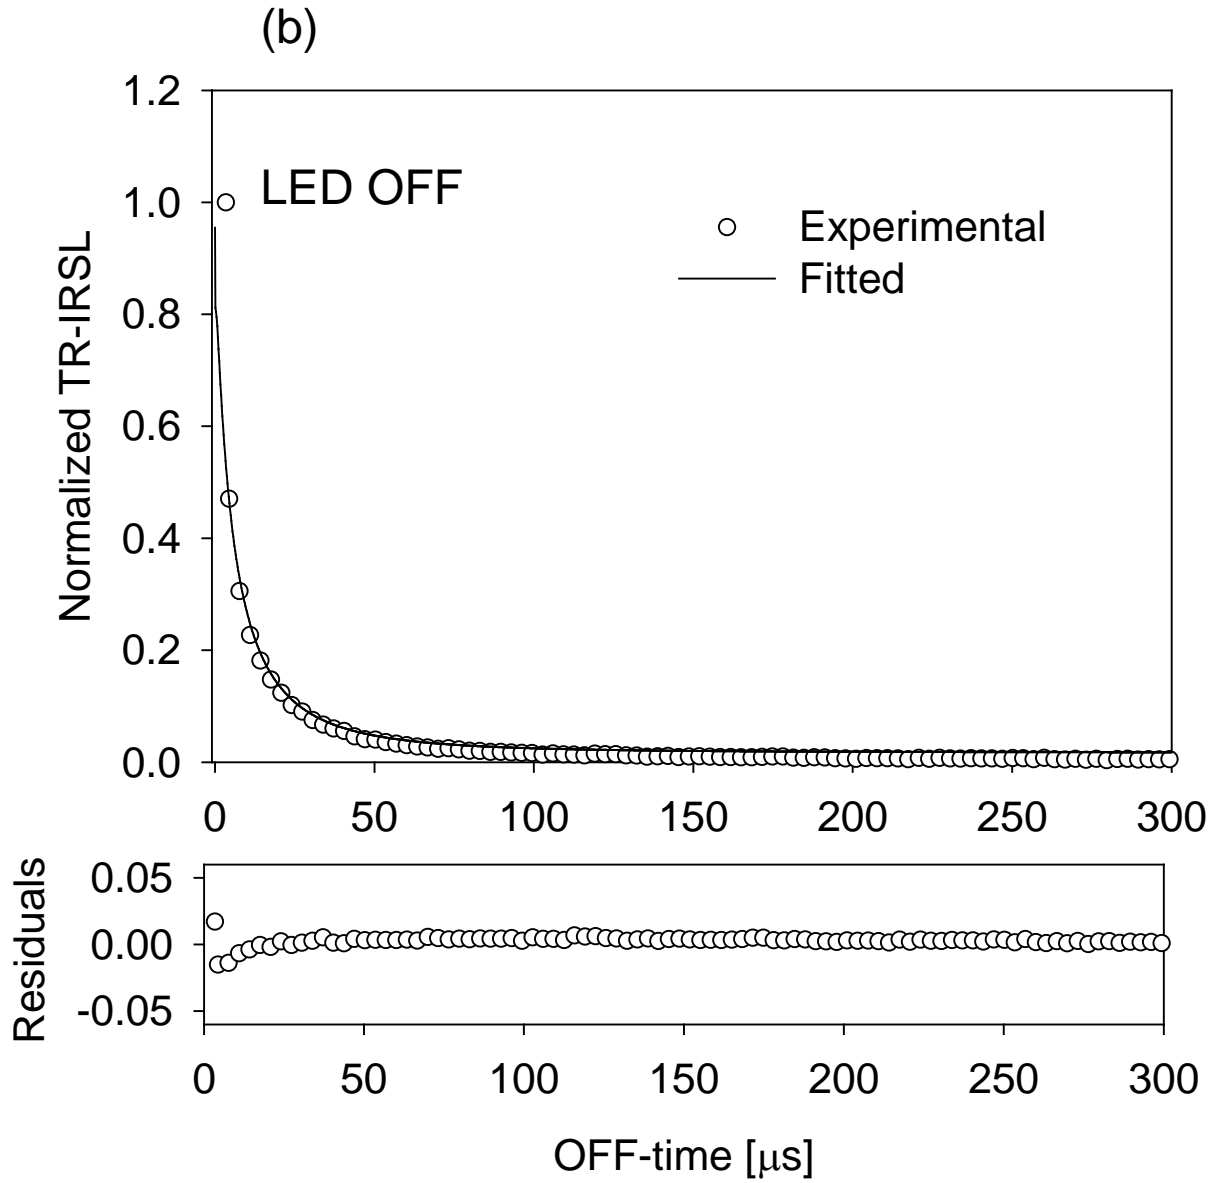 (b)
1.2
1.0
0.8
0.6
0.4
0.2
0.0
Normalized TR-IRSL
LED OFF
Experimental
Fitted
0 50 100 150 200 250 300
0.05
0.00
-0.05
Residuals
0 50 100 150 200 250 300
OFF-time [μs]